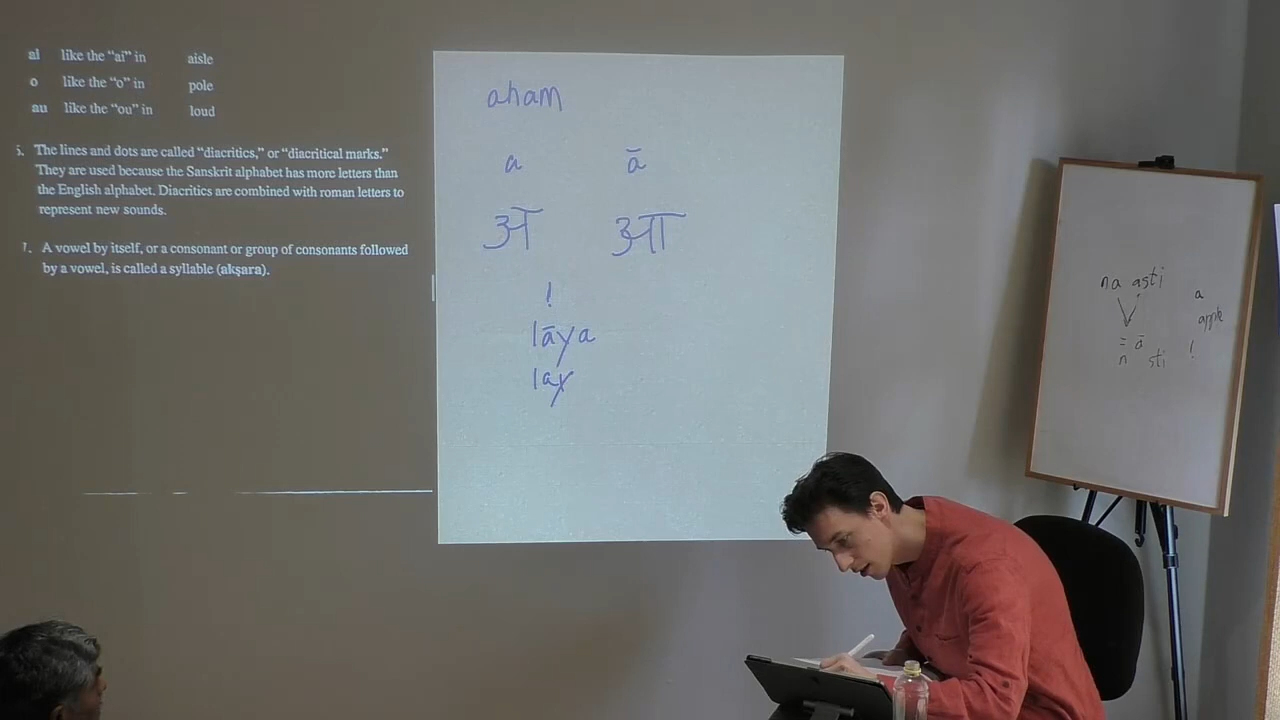 ai like the "ai" in aisle
o like the "o" in pole
au like the "ou" in loud
The lines and dots are called "diacritics," or "diacritical marks."
They are used because the Sanskrit alphabet has more letters than
the English alphabet. Diacritics are combined with roman letters to
represent new sounds.
7. A vowel by itself, or a consonant or group of consonants followed
by a vowel, is called a syllable (akṣara).
aham
a ā
अ आ
!
lāya
lay
na asti
a
apple
= ā
!
n sti